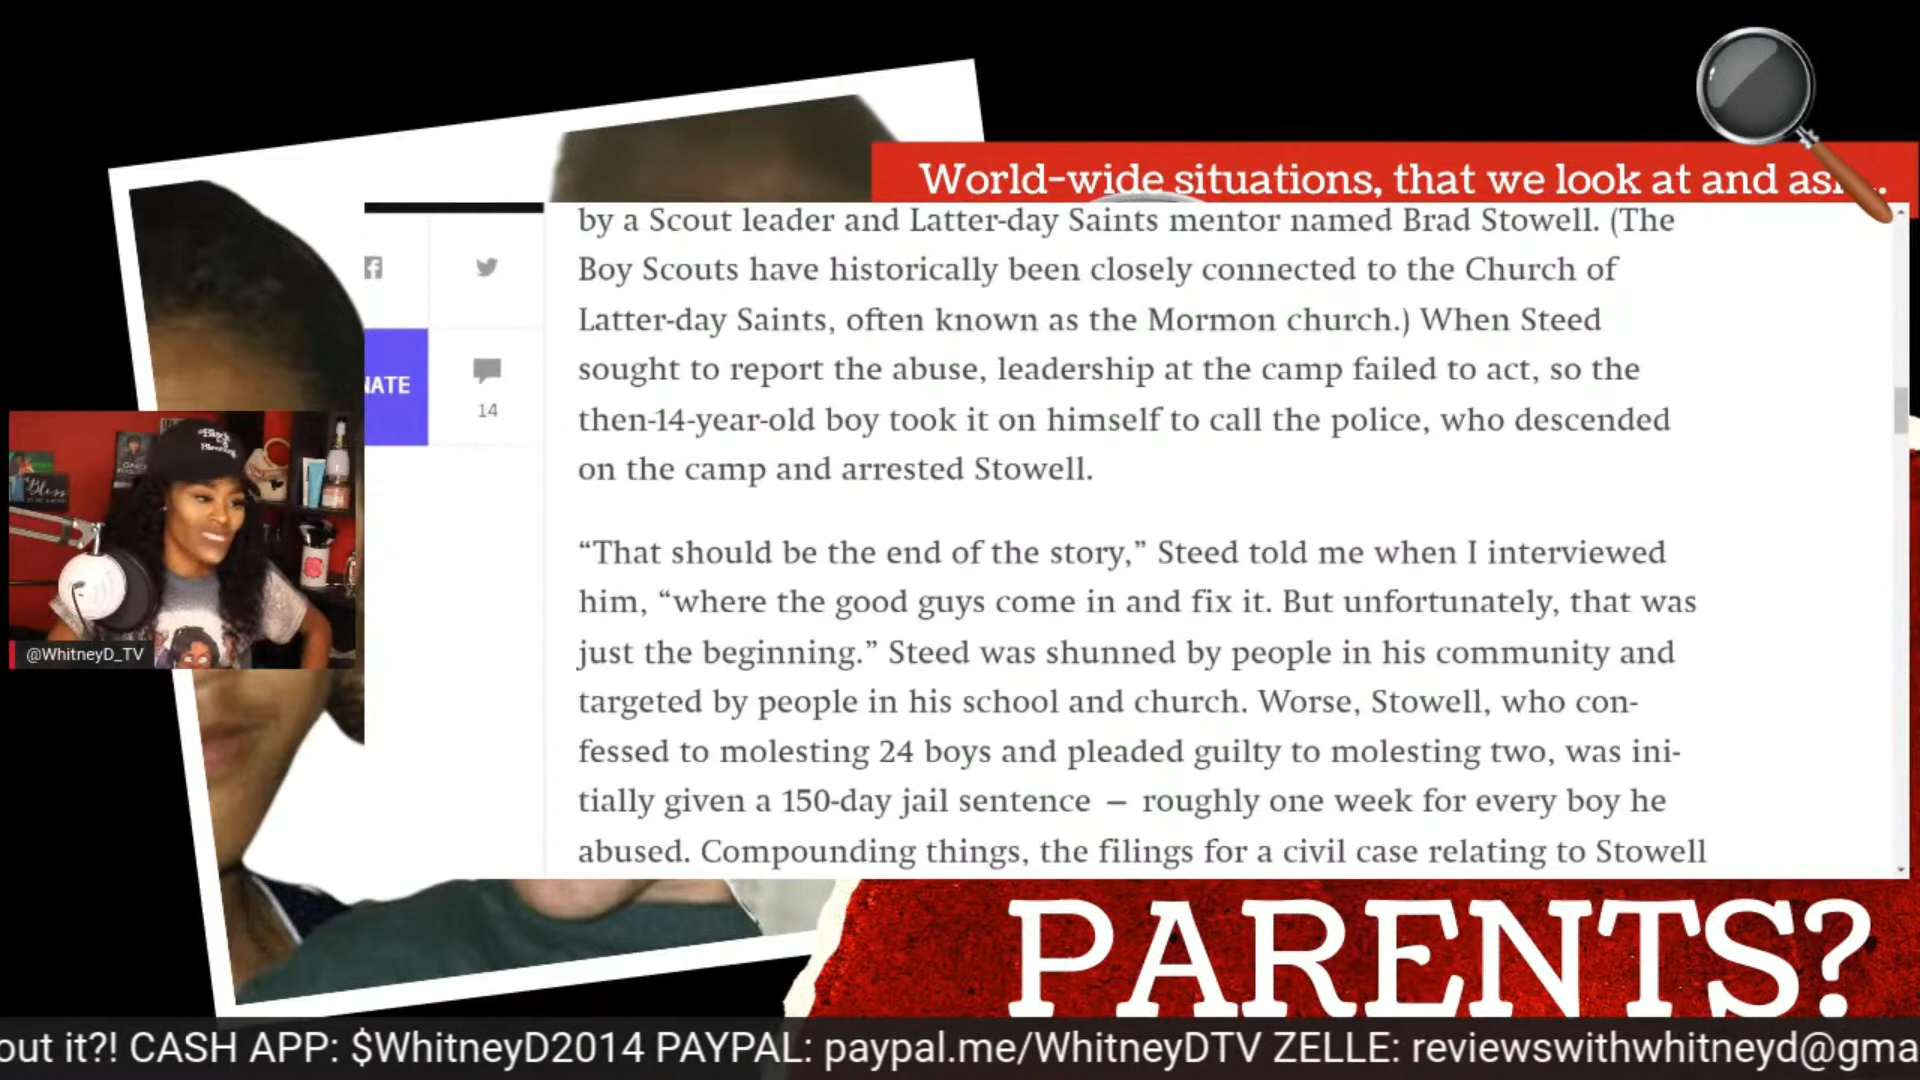 World-wide situations, that we look at and
by a Scout leader and Latter-day Saints mentor named Brad Stowell. (The
Boy Scouts have historically been closely connected to the Church of
Latter-day Saints, often known as the Mormon church.) When Steed
sought to report the abuse, leadership at the camp failed to act, so the
then-14-year-old boy took it on himself to call the police, who descended
on the camp and arrested Stowell.
“That should be the end of the story,” Steed told me when I interviewed
him, “where the good guys come in and fix it. But unfortunately, that was
just the beginning.” Steed was shunned by people in his community and
targeted by people in his school and church. Worse, Stowell, who con-
fessed to molesting 24 boys and pleaded guilty to molesting two, was ini-
tially given a 150-day jail sentence — roughly one week for every boy he
abused. Compounding things, the filings for a civil case relating to Stowell
NATE
14
Bless
@WhitneyD_TV
PARENTS?
out it?! CASH APP: $WhitneyD2014 PAYPAL: paypal.me/WhitneyDTV ZELLE: reviewswithwhitneyd@gma